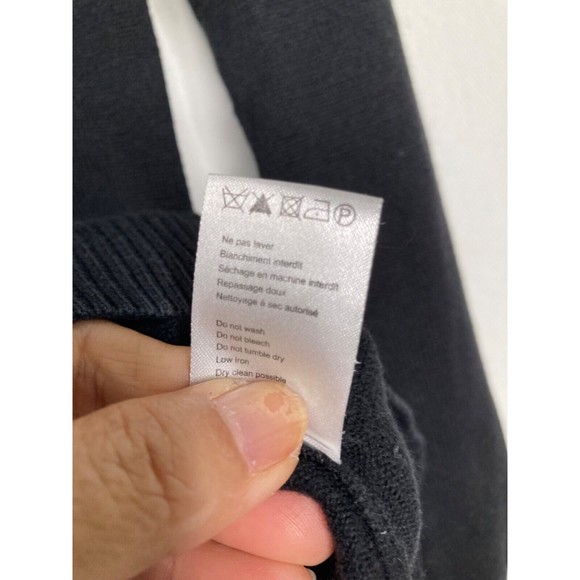 Ne pas laver
Blanchiment interdit
Séchage en machine interdit
Repassage doux
Nettoyage à sec autorisé
Do not wash
Do not bleach
Do not tumble dry
Low iron
Dry clean possible